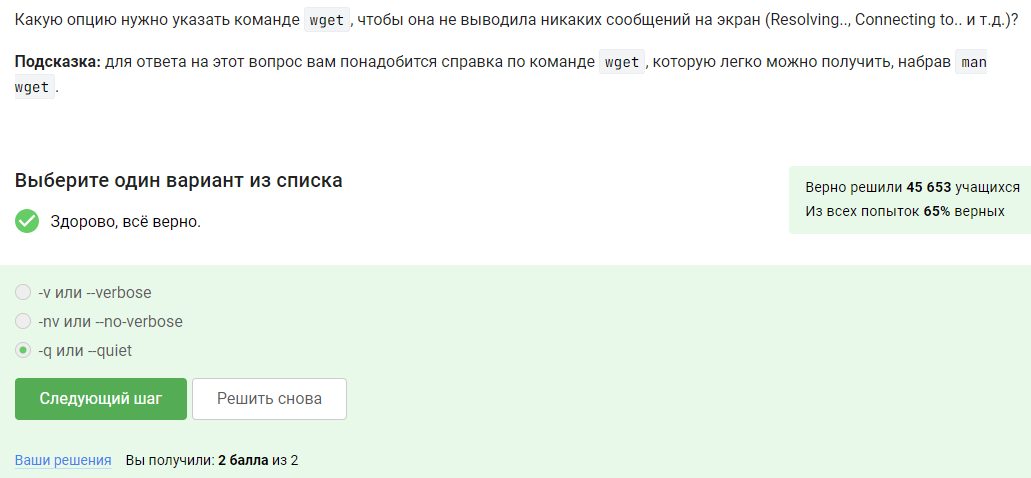 Какую опцию нужно указать команде wget, чтобы она не выводила никаких сообщений на экран (Resolving.., Connecting to.. и т.д.)?
Подсказка: для ответа на этот вопрос вам понадобится справка по команде wget, которую легко можно получить, набрав man
wget.
Выберите один вариант из списка
Здорово, всё верно.
Верно решили 45 653 учащихся
Из всех попыток 65% верных
-v или --verbose
-nv или --no-verbose
-q или --quiet
Следующий шаг
Решить снова
Ваши решения Вы получили: 2 балла из 2